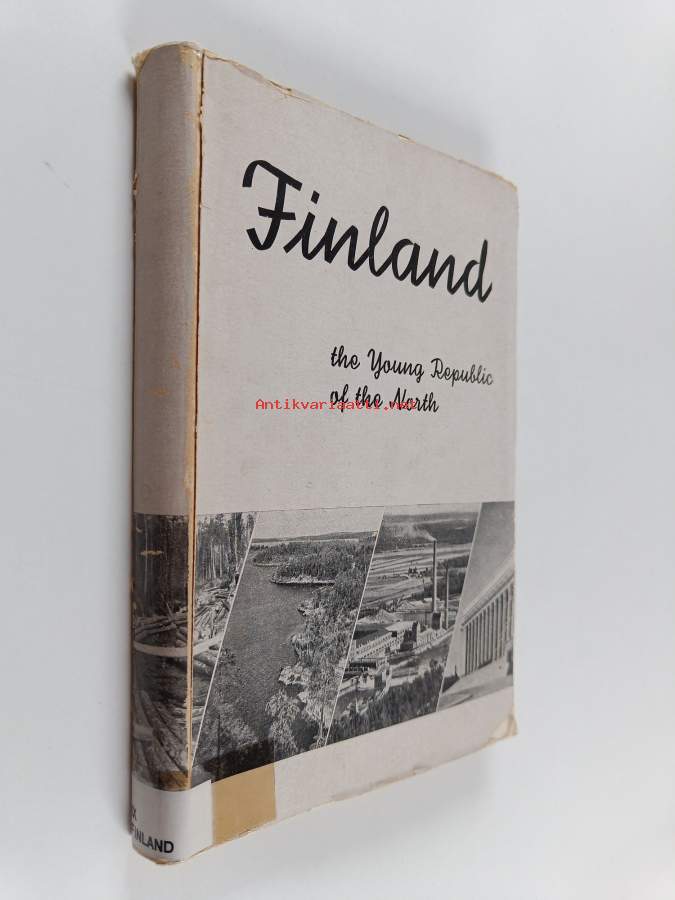 Finland
the Young Republic
of the North
Antikvariaatti.net
X
FINLAND